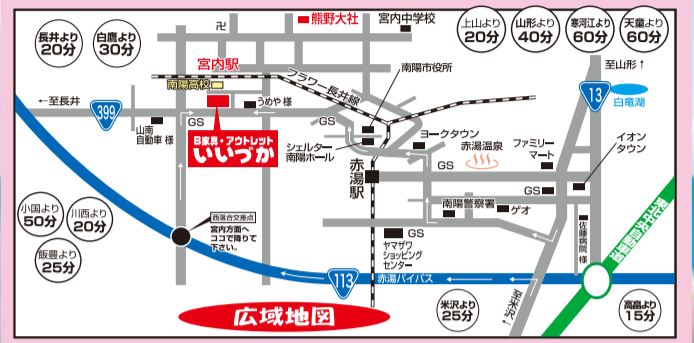 長井より
20分
白鷹より
30分
卍
熊野大社
宮内中学校
上山より
20分
山形より
40分
寒河江より
60分
天童より
60分
宮内駅
フラワー長井線
南陽市役所
至山形↑
南陽高校
←至長井
399
うめや 様
13
白竜湖
GS
GS
山南
自動車 様
B家具・アウトレット
いいづか
シェルター
南陽ホール
ヨークタウン
赤湯温泉
ファミリー
マート
イオン
タウン
GS
赤湯駅
小国より
50分
川西より
20分
飯豊より
25分
西落合交差点
宮内方面へ
ココで降りて
下さい。
南陽警察署
ゲオ
GS
GS
佐藤病院 様
ヤマザワ
ショッピング
センター
113
赤湯バイパス
広域地図
米沢より
25分
至米沢↓
高畠より
15分